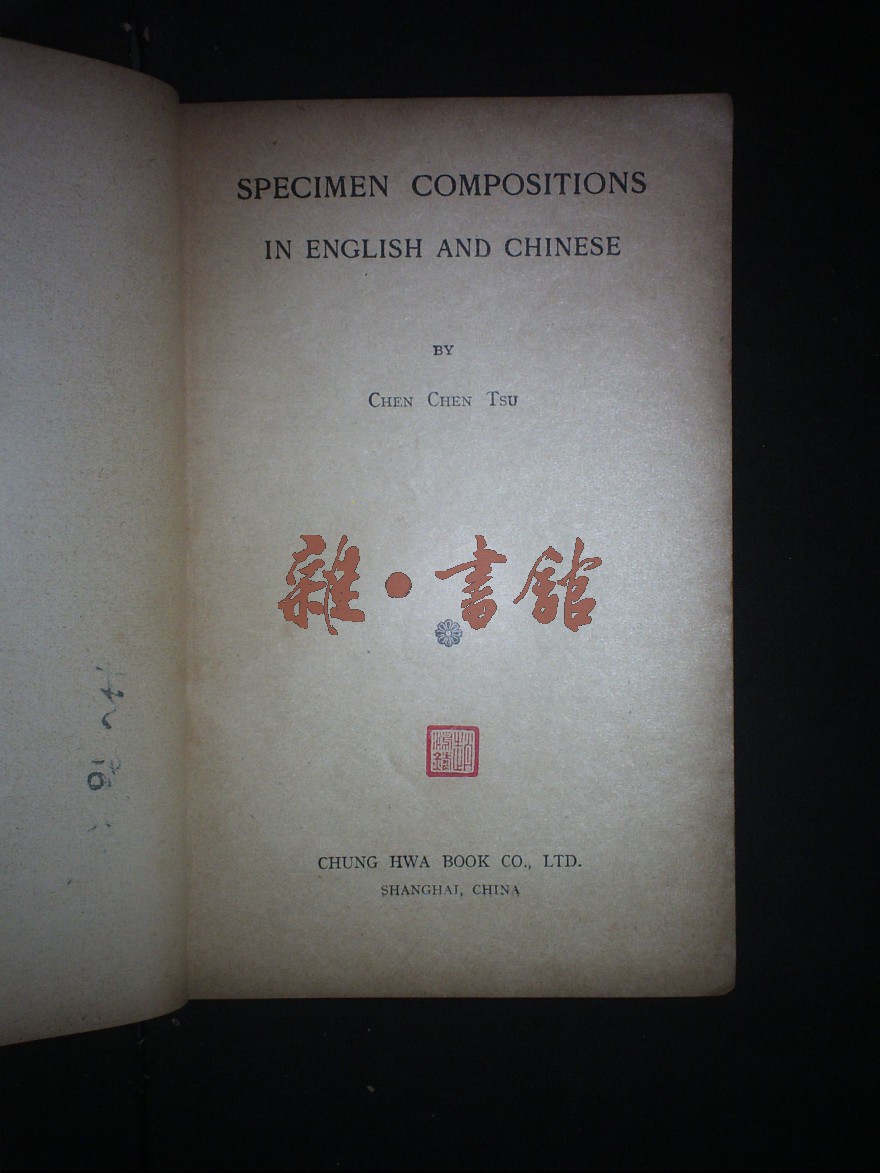 SPECIMEN COMPOSITIONS
IN ENGLISH AND CHINESE
BY
CHEN CHEN TSU
雜·書館
CHUNG HWA BOOK CO., LTD.
SHANGHAI, CHINA